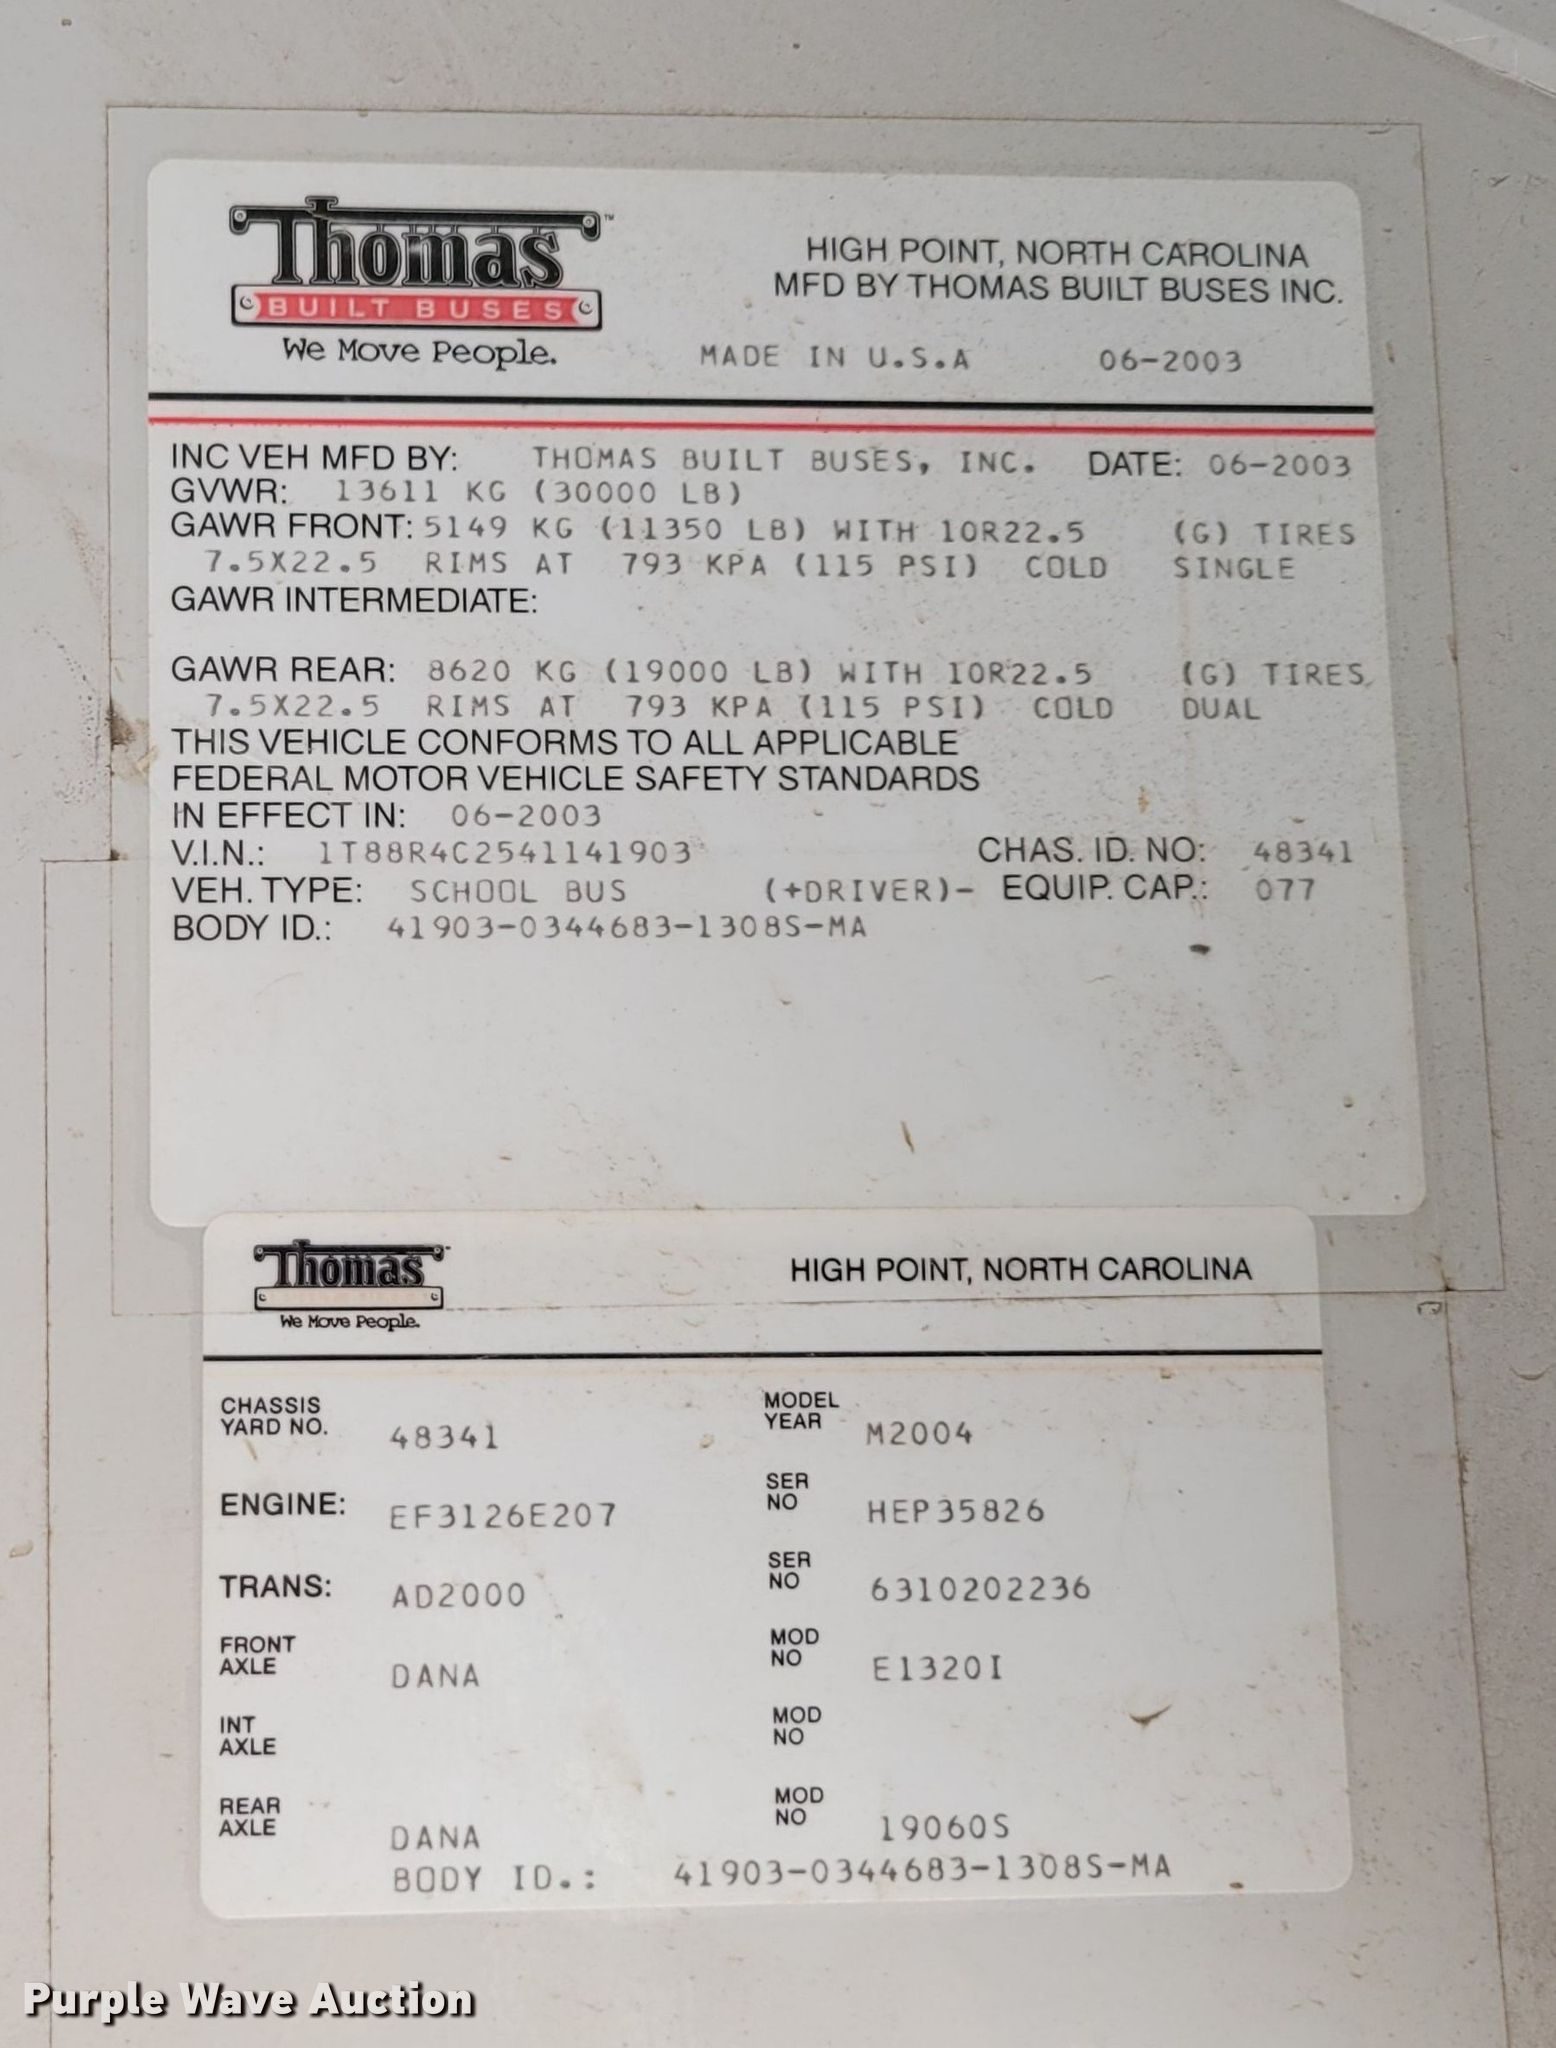 Thomas™
BUILT BUSES
We Move People.
HIGH POINT, NORTH CAROLINA
MFD BY THOMAS BUILT BUSES INC.
MADE IN U.S.A 06-2003
INC VEH MFD BY: THOMAS BUILT BUSES, INC. DATE: 06-2003
GVWR: 13611 KG (30000 LB)
GAWR FRONT: 5149 KG (11350 LB) WITH 10R22.5 (G) TIRES
7.5X22.5 RIMS AT 793 KPA (115 PSI) COLD SINGLE
GAWR INTERMEDIATE:
GAWR REAR: 8620 KG (19000 LB) WITH 10R22.5 (G) TIRES
7.5X22.5 RIMS AT 793 KPA (115 PSI) COLD DUAL
THIS VEHICLE CONFORMS TO ALL APPLICABLE
FEDERAL MOTOR VEHICLE SAFETY STANDARDS
IN EFFECT IN: 06-2003
V.I.N.: 1T88R4C2541141903 CHAS. ID. NO: 48341
VEH. TYPE: SCHOOL BUS (+DRIVER)- EQUIP. CAP.: 077
BODY ID.: 41903-0344683-1308S-MA
Thomas
We Move People.
HIGH POINT, NORTH CAROLINA
CHASSIS YARD NO. 48341 MODEL YEAR M2004
ENGINE: EF3126E207 SER NO HEP35826
TRANS: AD2000 SER NO 6310202236
FRONT AXLE DANA MOD NO E1320I
INT AXLE MOD NO
REAR AXLE DANA MOD NO 19060S
BODY ID.: 41903-0344683-1308S-MA
Purple Wave Auction